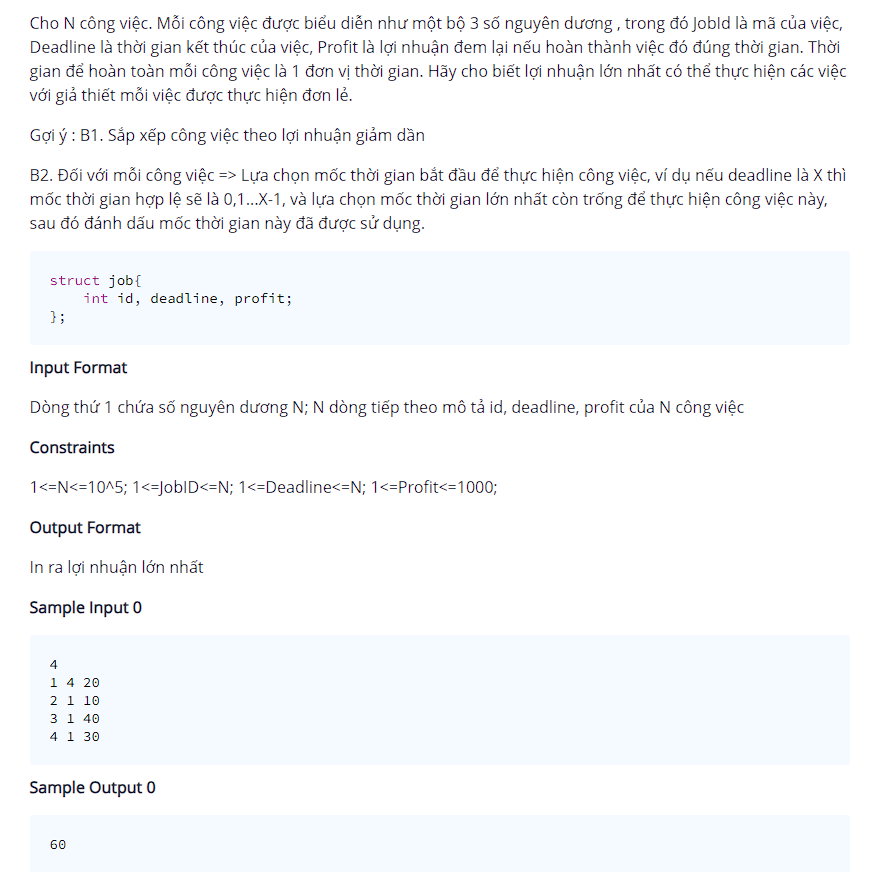 Cho N công việc. Mỗi công việc được biểu diễn như một bộ 3 số nguyên dương , trong đó JobId là mã của việc,
Deadline là thời gian kết thúc của việc, Profit là lợi nhuận đem lại nếu hoàn thành việc đó đúng thời gian. Thời
gian để hoàn toàn mỗi công việc là 1 đơn vị thời gian. Hãy cho biết lợi nhuận lớn nhất có thể thực hiện các việc
với giả thiết mỗi việc được thực hiện đơn lẻ.
Gợi ý : B1. Sắp xếp công việc theo lợi nhuận giảm dần
B2. Đối với mỗi công việc => Lựa chọn mốc thời gian bắt đầu để thực hiện công việc, ví dụ nếu deadline là X thì
mốc thời gian hợp lệ sẽ là 0,1...X-1, và lựa chọn mốc thời gian lớn nhất còn trống để thực hiện công việc này,
sau đó đánh dấu mốc thời gian này đã được sử dụng.
struct job{
    int id, deadline, profit;
};
Input Format
Dòng thứ 1 chứa số nguyên dương N; N dòng tiếp theo mô tả id, deadline, profit của N công việc
Constraints
1<=N<=10^5; 1<=JobID<=N; 1<=Deadline<=N; 1<=Profit<=1000;
Output Format
In ra lợi nhuận lớn nhất
Sample Input 0
4
1 4 20
2 1 10
3 1 40
4 1 30
Sample Output 0
60